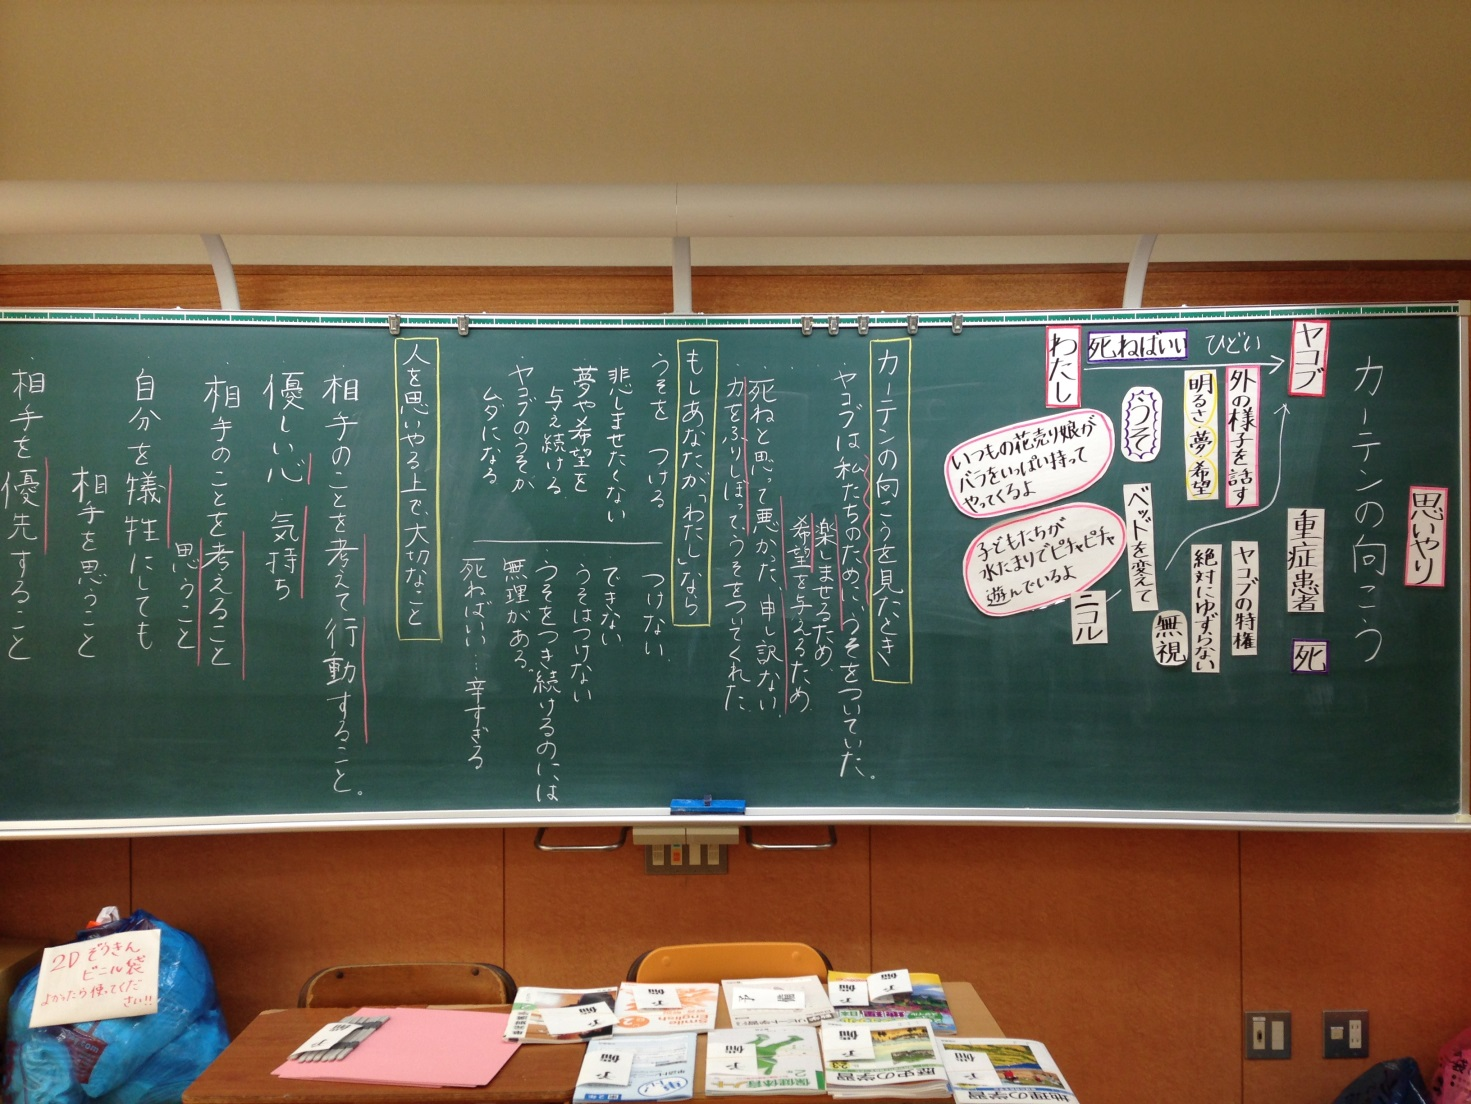 思いやり
カーテンの向こう
ヤコブ
重症患者
死
ひどい
死ねばいい
わたし
外の様子を話す
明るさ・夢・希望
うそ
いつもの花売り娘が
バラをいっぱい持って
やってくるよ
子どもたちが
水たまりでピチャピチャ
遊んでいるよ
ヤコブの特権
絶対にゆずらない
無視
ベッドを変えて
ニコル
カーテンの向こうを見たとき
・ヤコブは私たちのために、うそをついていた。
楽しませるため
希望を与えるため
・死ねと思って悪かった、申し訳ない
・力をふりしぼって、うそをついてくれた
もしあなたが「わたし」なら
うそを つける
つけない
悲しませたくない
夢や希望を
与え続ける
ヤコブのうそが
ムダになる
・できない
うそはつけない
・うそをつき続けるのには
無理がある。
死ねばいい…辛すぎる
人を思いやる上で、大切なこと
・相手のことを考えて行動すること。
優しい心 気持ち
・相手のことを考えること
思うこと
・自分を犠牲にしても
相手を思うこと
・相手を優先すること
2D ぞうきん
ビニル袋
よかったら使ってくだ
さい!!
Smile
English
地理
保健体育ノート
歴史の学習
地理の学習